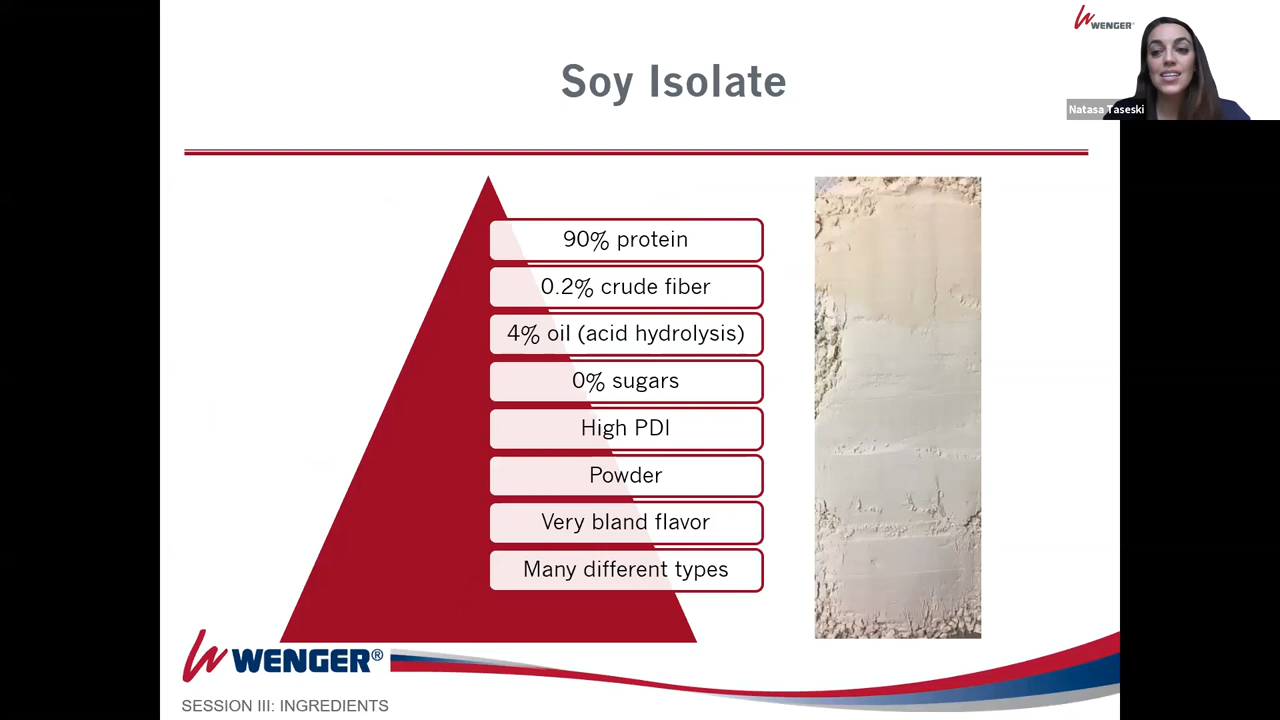 WENGER
Natasa Taseski
Soy Isolate
90% protein
0.2% crude fiber
4% oil (acid hydrolysis)
0% sugars
High PDI
Powder
Very bland flavor
Many different types
WENGER®
SESSION III: INGREDIENTS